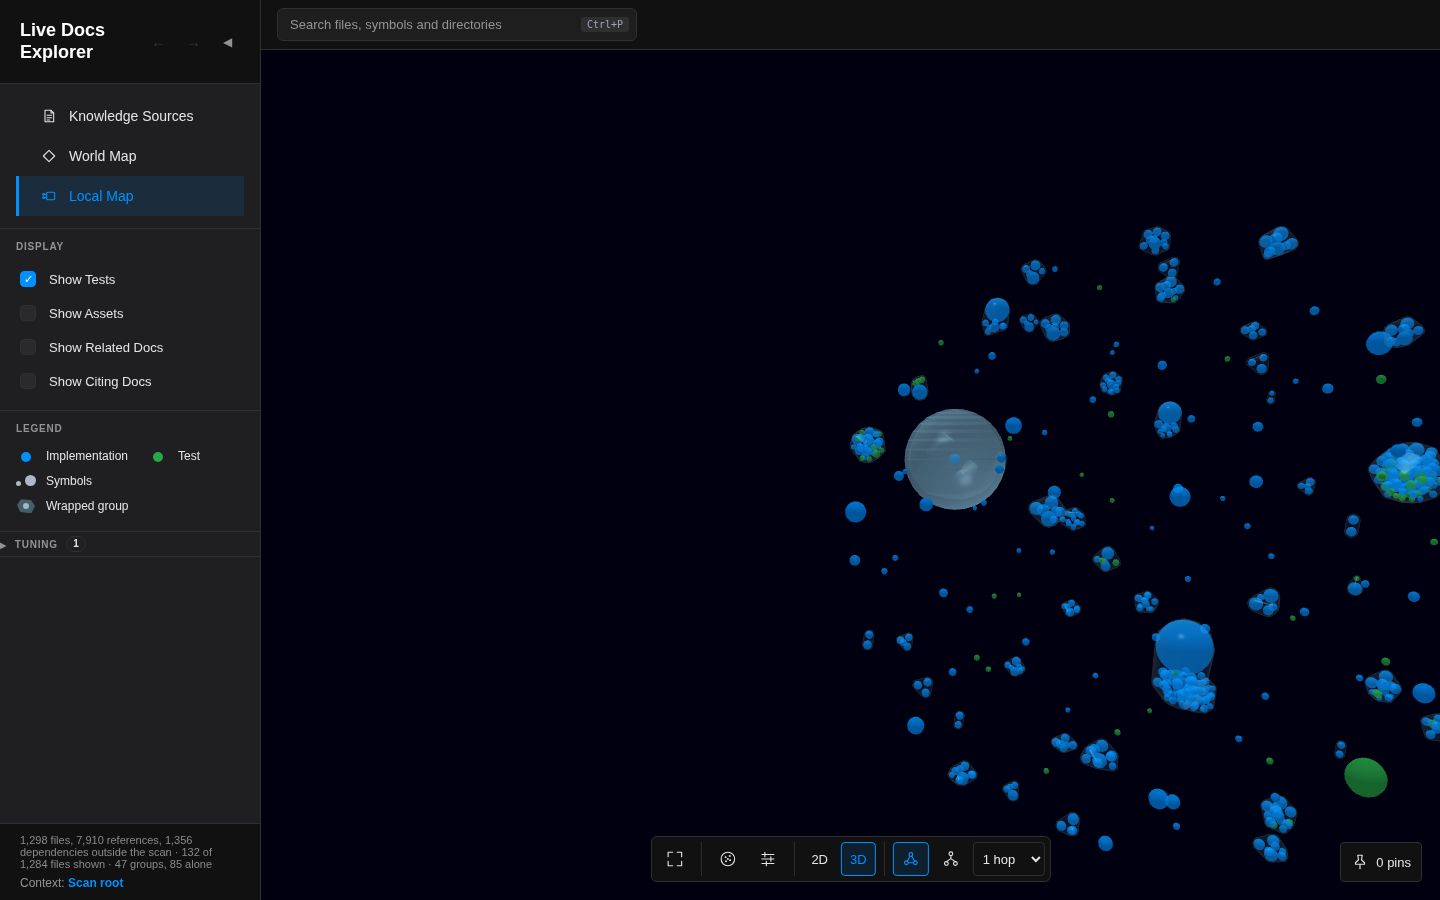 Live Docs
Explorer
← → ◀
Search files, symbols and directories
Ctrl+P
Knowledge Sources
World Map
Local Map
DISPLAY
✓ Show Tests
Show Assets
Show Related Docs
Show Citing Docs
LEGEND
Implementation
Test
Symbols
Wrapped group
▶ TUNING 1
1,298 files, 7,910 references, 1,356
dependencies outside the scan · 132 of
1,284 files shown · 47 groups, 85 alone
Context: Scan root
2D
3D
1 hop
0 pins